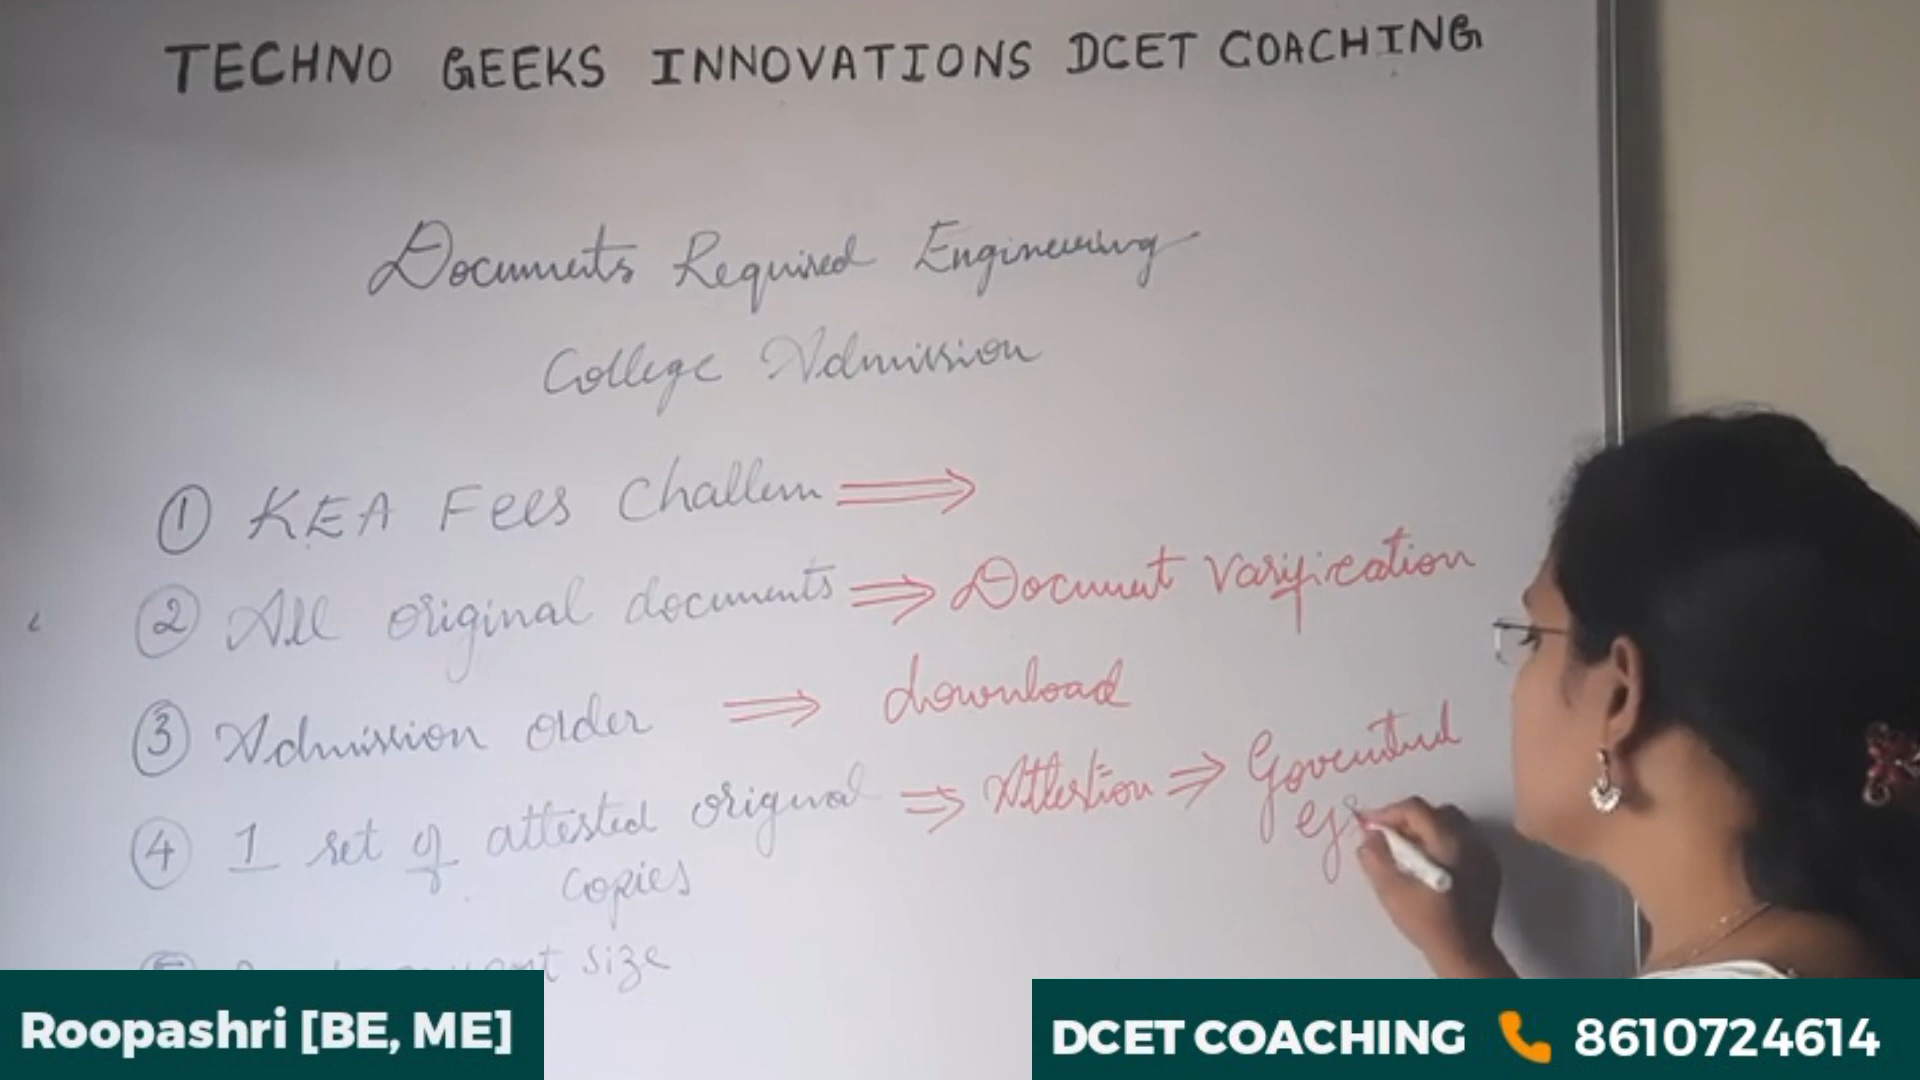 TECHNO GEEKS INNOVATIONS DCET COACHING
Documents Required Engineering
College Admission
① KEA Fees Challen ⇒
② All original documents ⇒ Document varification
③ Admission order ⇒ download
④ 1 set of attested original ⇒ Attestion ⇒
copies
size
Roopashri [BE, ME]
DCET COACHING 8610724614